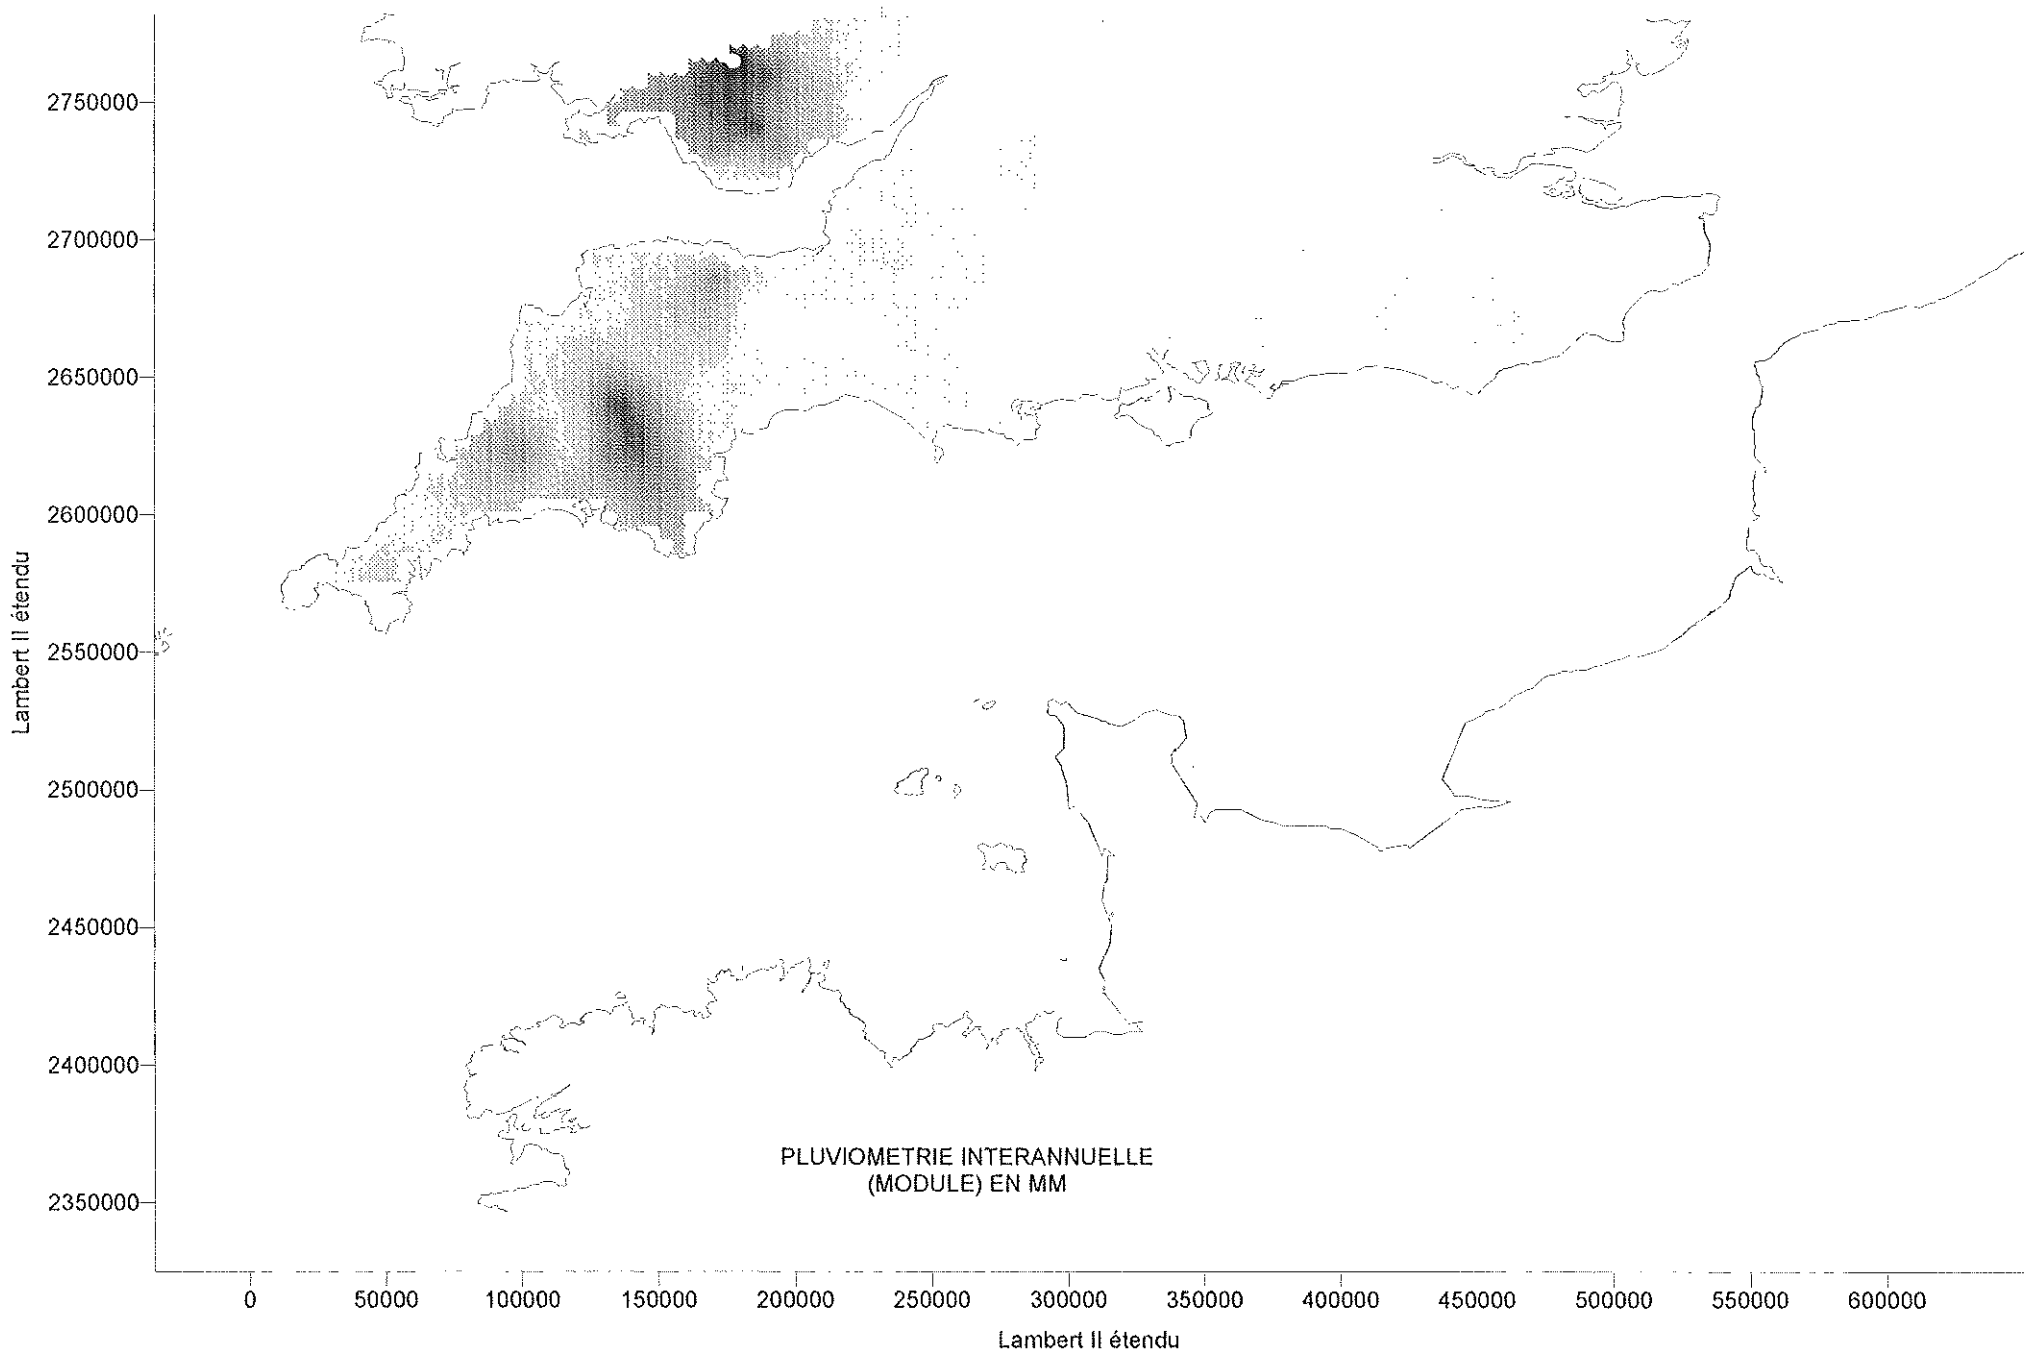 2750000
2700000
2650000
2600000
2550000
2500000
2450000
2400000
2350000
Lambert II étendu
PLUVIOMETRIE INTERANNUELLE
(MODULE) EN MM
0 50000 100000 150000 200000 250000 300000 350000 400000 450000 500000 550000 600000
Lambert II étendu